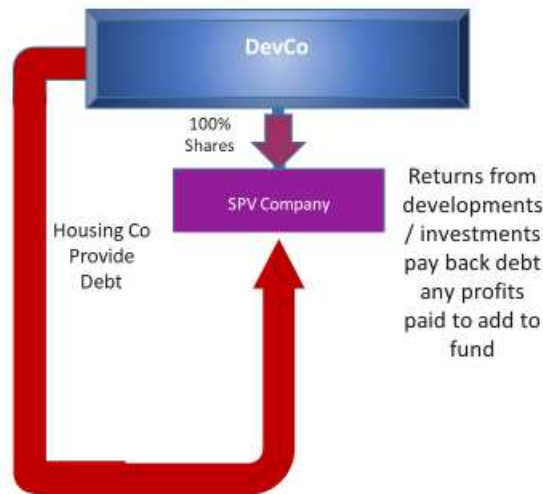 DevCo
100%
Shares
SPV Company
Housing Co
Provide
Debt
Returns from
developments
/ investments
pay back debt
any profits
paid to add to
fund